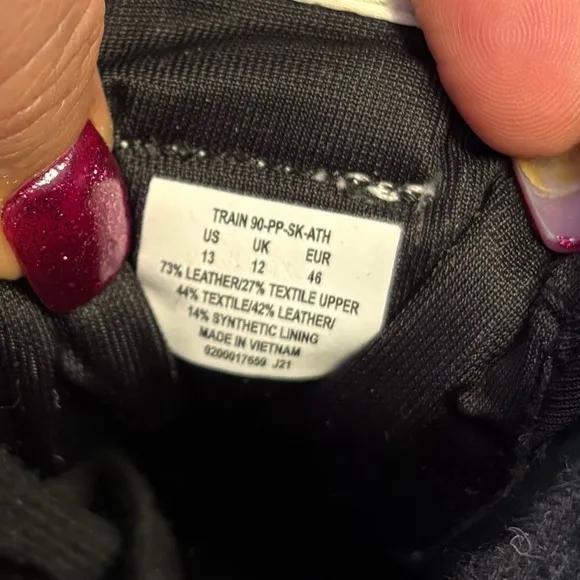 TRAIN 90-PP-SK-ATH
US UK EUR
13 12 46
73% LEATHER/27% TEXTILE UPPER
44% TEXTILE/42% LEATHER/
14% SYNTHETIC LINING
MADE IN VIETNAM
0200017659 J21